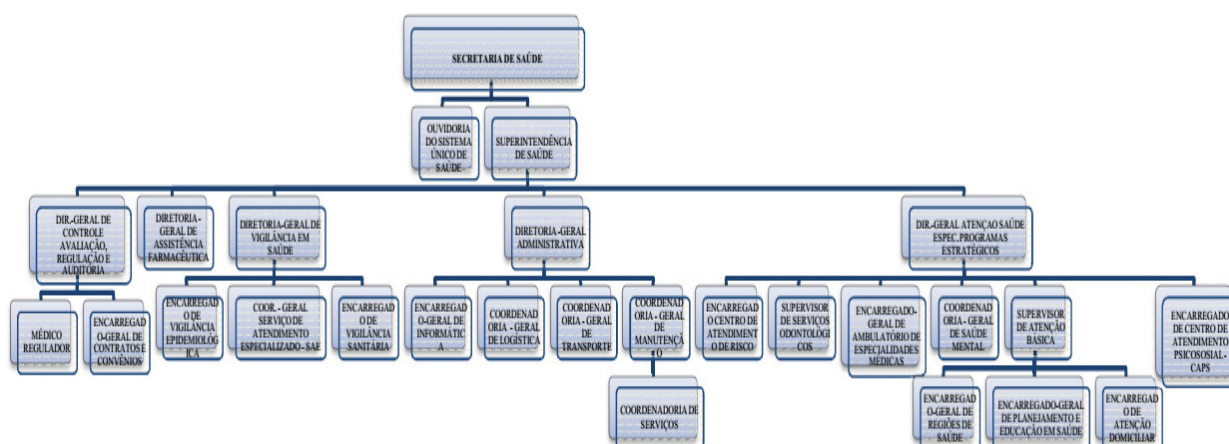 SECRETARIA DE SAÚDE
OUVIDORIA
DO SISTEMA
ÚNICO DE
SAÚDE
SUPERINTENDÊNCIA
DE SAÚDE
DIR.-GERAL DE
CONTROLE
AVALIAÇÃO,
REGULAÇÃO E
AUDITÓRIA
DIRETORIA -
GERAL DE
ASSISTÊNCIA
FARMACÊUTICA
DIRETORIA-GERAL DE
VIGILÂNCIA EM
SAÚDE
DIRETORIA - GERAL
ADMINISTRATIVA
DIR.-GERAL ATENÇAO SAÚDE
ESPEC. PROGRAMAS
ESTRATÉGICOS
MÉDICO
REGULADOR
ENCARREGAD
O-GERAL DE
CONTRATOS E
CONVÊNIOS
ENCARREGAD
O DE
VIGILÂNCIA
EPIDEMIOLÓG
ICA
COOR. - GERAL
SERVIÇO DE
ATENDIMENTO
ESPECIALIZADO - SAE
ENCARREGAD
O DE
VIGILÂNCIA
SANITÁRIA
ENCARREGAD
O-GERAL DE
INFORMÁTIC
A
COORDENAD
ORIA - GERAL
DE LOGÍSTICA
COORDENAD
ORIA - GERAL
DE
TRANSPORTE
COORDENAD
ORIA - GERAL
DE
MANUTENÇÃ
O
ENCARREGAD
O CENTRO DE
ATENDIMENT
O DE RISCO
SUPERVISOR
DE SERVIÇOS
ODONTOLÓGI
COS
ENCARREGADO-
GERAL DE
AMBULATÓRIO DE
ESPECIALIDADES
MÉDICAS
COORDENAD
ORIA - GERAL
DE SAÚDE
MENTAL
SUPERVISOR
DE ATENÇÃO
BÁSICA
ENCARREGADO
DE CENTRO DE
ATENDIMENTO
PSICOSOSIAL-
CAPS
COORDENADORIA DE
SERVIÇOS
ENCARREGAD
O-GERAL DE
REGIÕES DE
SAÚDE
ENCARREGADO-GERAL
DE PLANEJAMENTO E
EDUCAÇÃO EM SAÚDE
ENCARREGAD
O DE
ATENÇÃO
DOMICILIAR